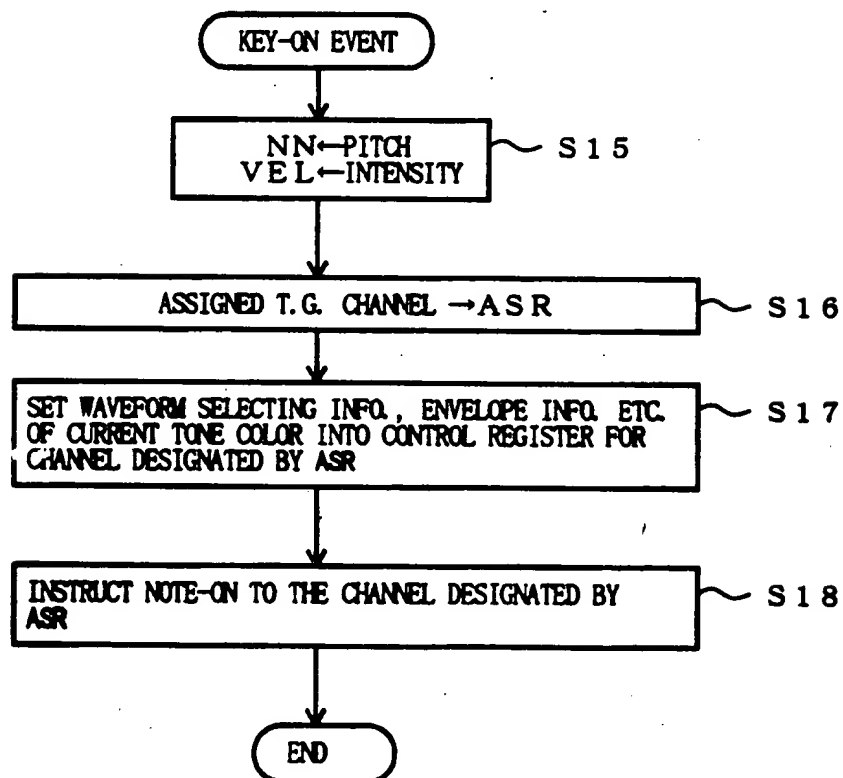 KEY-ON EVENT
NN←PITCH
VEL←INTENSITY
S15
ASSIGNED T.G. CHANNEL →ASR
S16
SET WAVEFORM SELECTING INFO., ENVELOPE INFO. ETC.
OF CURRENT TONE COLOR INTO CONTROL REGISTER FOR
CHANNEL DESIGNATED BY ASR
S17
INSTRUCT NOTE-ON TO THE CHANNEL DESIGNATED BY
ASR
S18
END